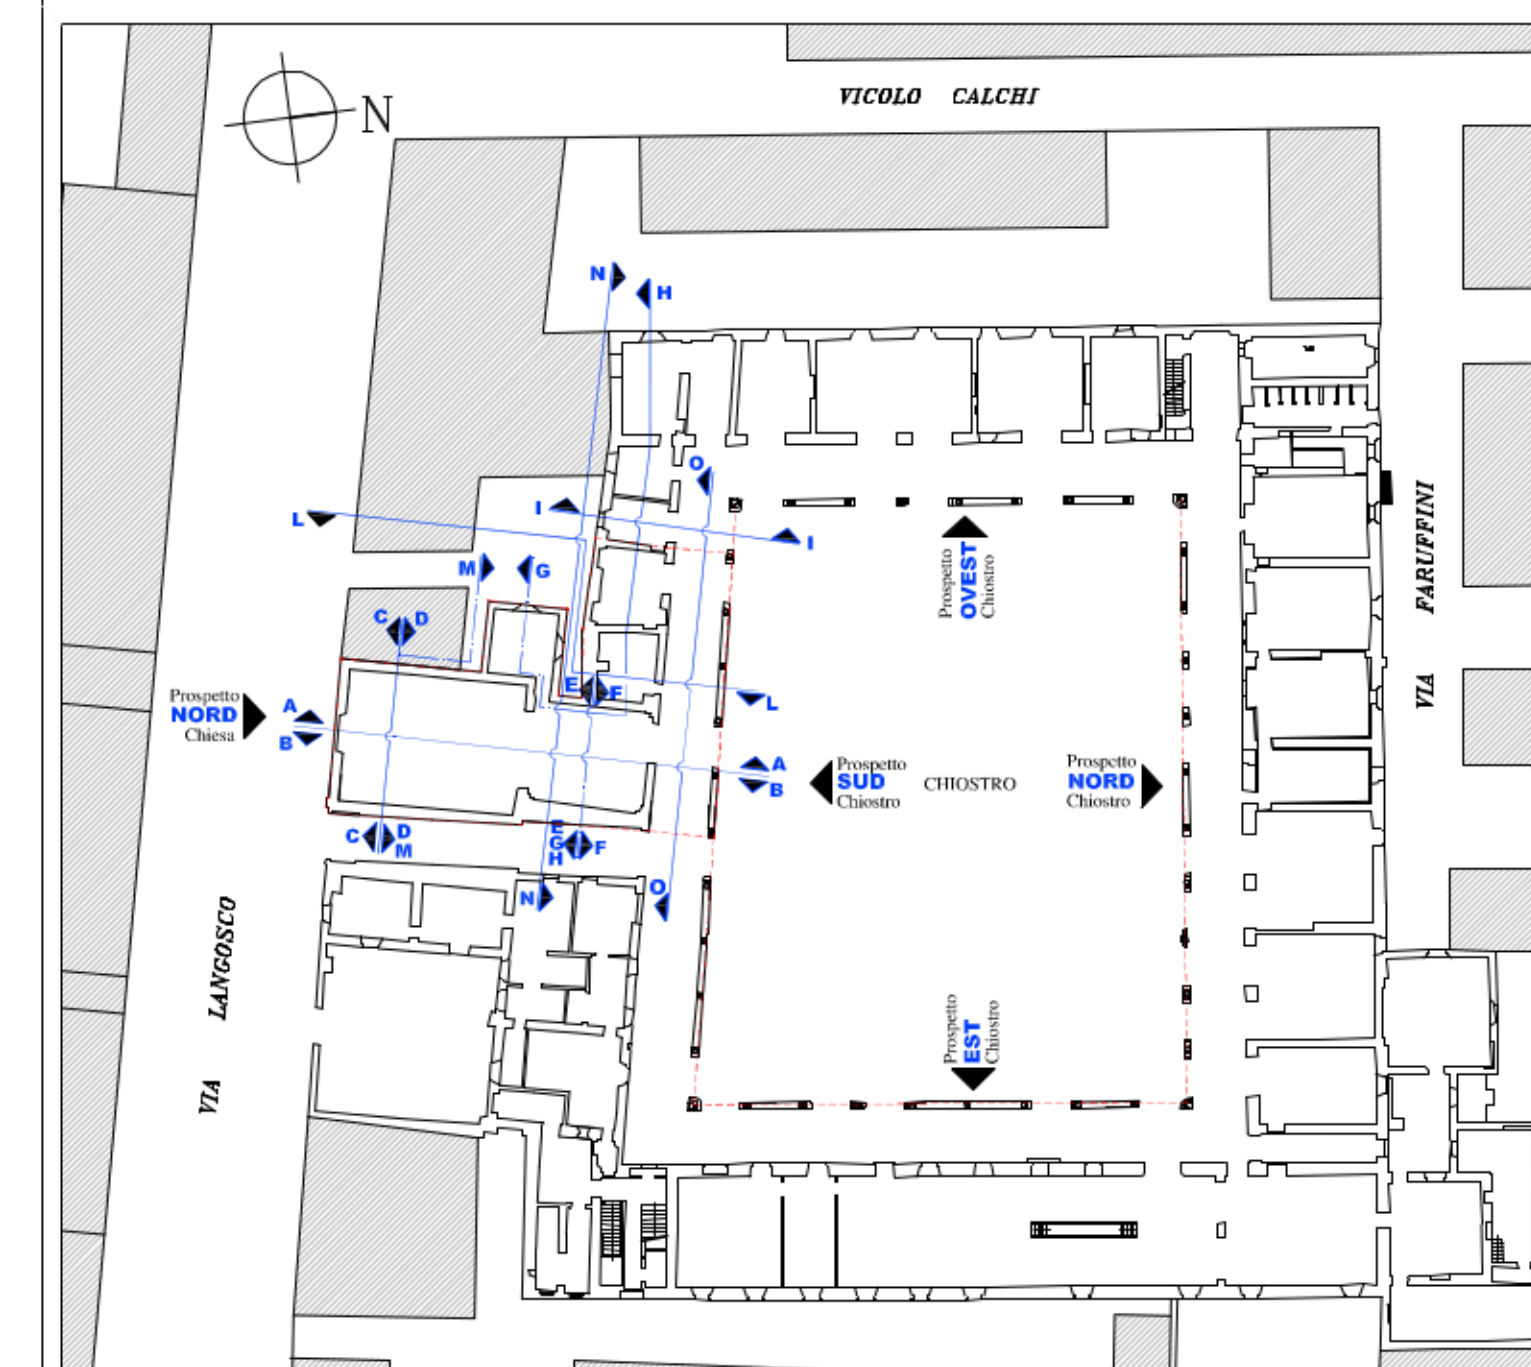 VICOLO CALCHI
N
N
H
O
I
I
L
M
G
C
D
Prospetto
OVEST
Chiostro
VIA FARUFFINI
Prospetto
NORD
Chiesa
A
B
E
F
L
A
B
Prospetto
SUD
Chiostro
CHIOSTRO
Prospetto
NORD
Chiostro
C
D
M
E
G
H
F
N
O
VIA LANGOSCO
Prospetto
EST
Chiostro